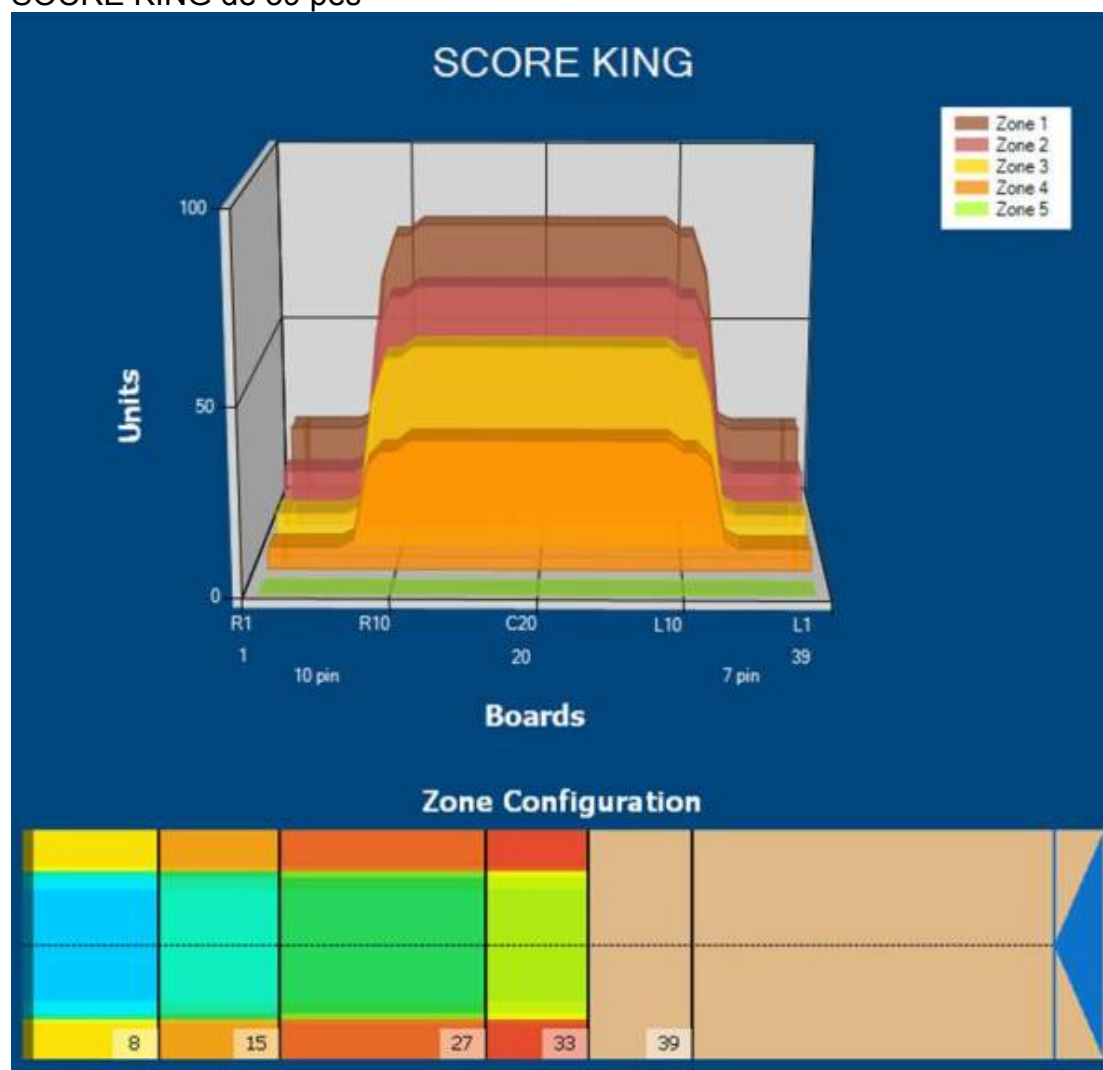 SCORE KING
Zone 1
Zone 2
Zone 3
Zone 4
Zone 5
100
50
0
Units
R1 R10 C20 L10 L1
1 20 39
10 pin 7 pin
Boards
Zone Configuration
8 15 27 33 39